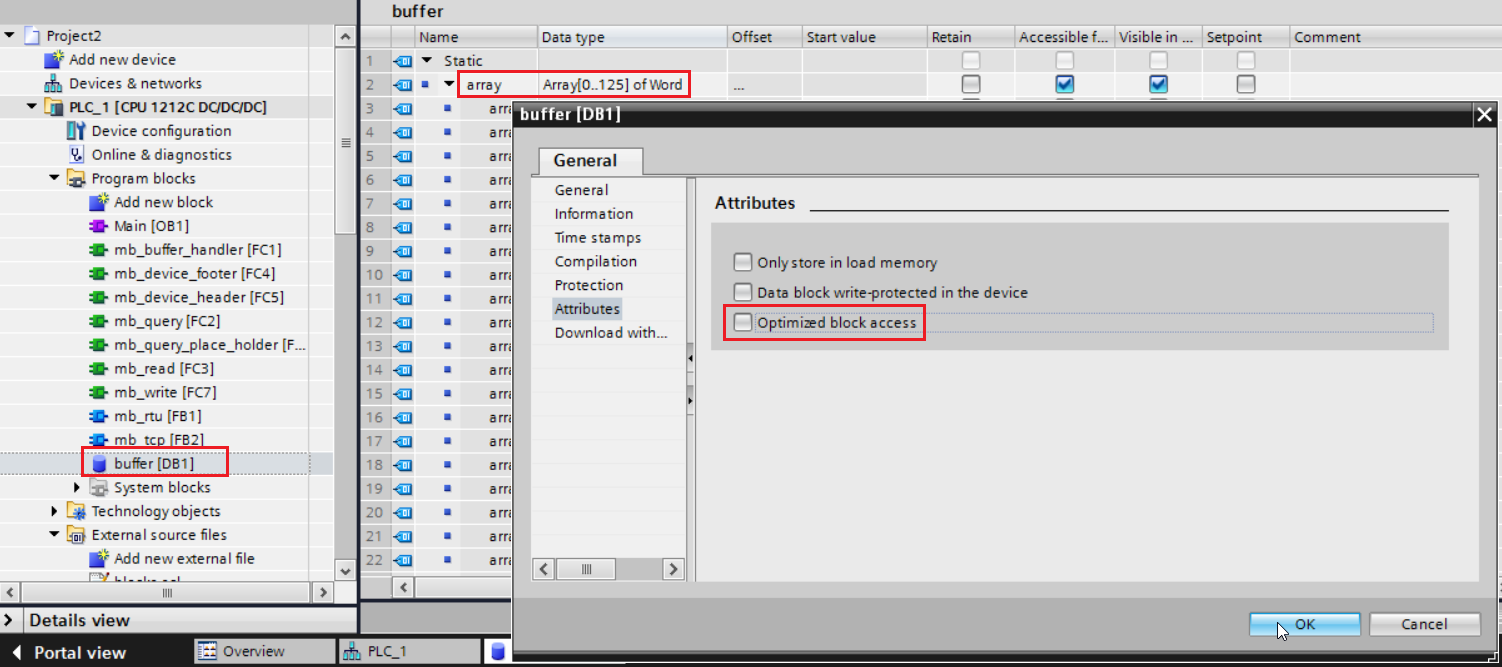 Project2
Add new device
Devices & networks
PLC_1 [CPU 1212C DC/DC/DC]
Device configuration
Online & diagnostics
Program blocks
Add new block
Main [OB1]
mb_buffer_handler [FC1]
mb_device_footer [FC4]
mb_device_header [FC5]
mb_query [FC2]
mb_query_place_holder [F...
mb_read [FC3]
mb_write [FC7]
mb_rtu [FB1]
mb_tcp [FB2]
buffer [DB1]
System blocks
Technology objects
External source files
Add new external file
Details view
Portal view
Overview
PLC_1
buffer
Name Data type Offset Start value Retain Accessible f... Visible in ... Setpoint Comment
1 Static
2 array Array[0..125] of Word ...
3 arra
4 arra
5 arra
6 arra
7 arra
8 arra
9 arra
10 arra
11 arra
12 arra
13 arra
14 arra
15 arra
16 arra
17 arra
18 arra
19 arra
20 arra
21 arra
22 arra
buffer [DB1]
General
General
Information
Time stamps
Compilation
Protection
Attributes
Download with...
Attributes
Only store in load memory
Data block write-protected in the device
Optimized block access
OK Cancel